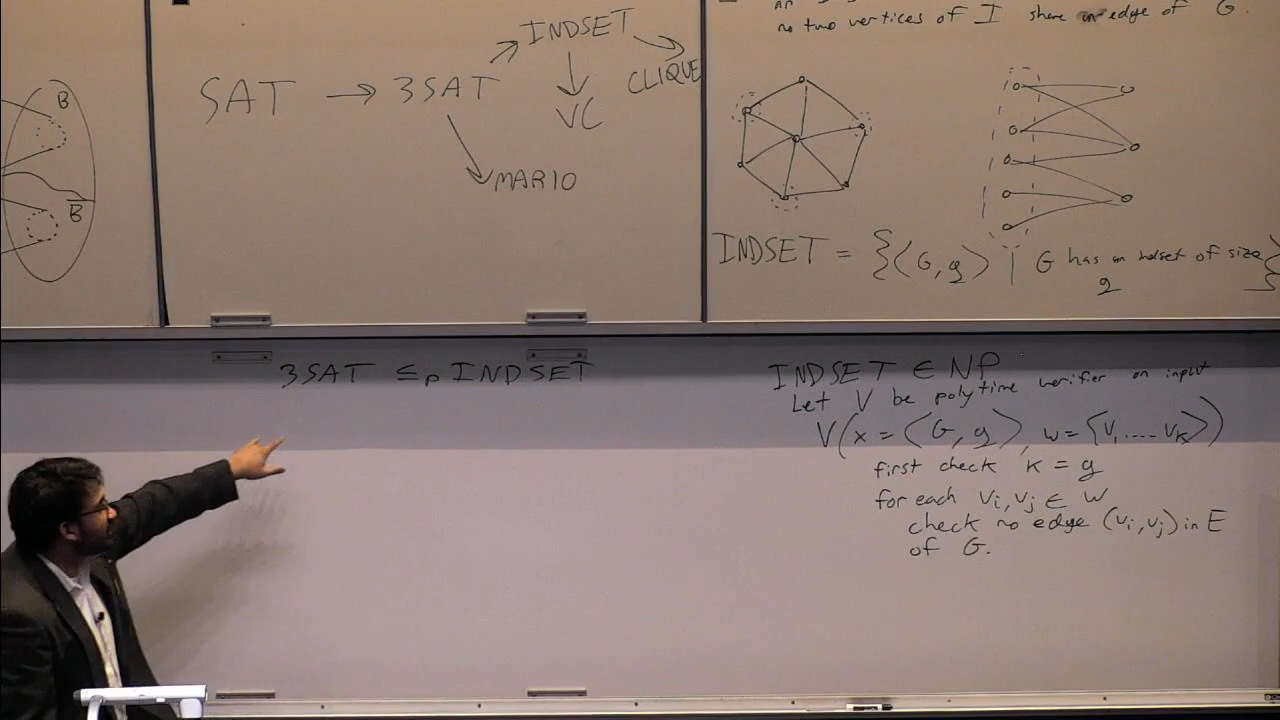 B
B̅
SAT → 3SAT
INDSET
VC
CLIQUE
MARIO
no two vertices of I share an edge of G.
INDSET = {⟨G, g⟩ | G has an indset of size
g}
3SAT ≤p INDSET
INDSET ∈ NP
Let V be polytime verifier on input
V(x = ⟨G, g⟩, w = {v1 .... vk})
first check k = g
for each vi, vj ∈ W
check no edge (vi, vj) in E
of G.